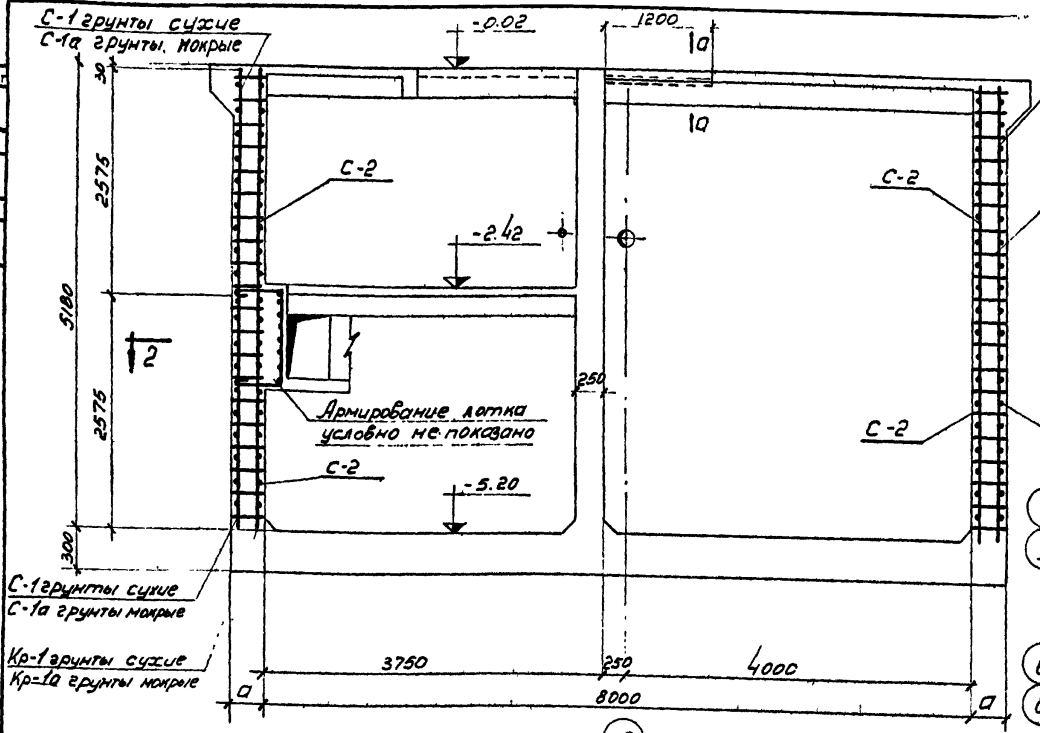 С-1 грунты сухие
С-1а грунты мокрые
-0.02
1200
а
а
30
2575
С-2
С-2
-2.42
5180
2
2575
250
Армирование лотка
условно не показано
С-2
С-2
-5.20
300
С-1 грунты сухие
С-1а грунты мокрые
Кр-1 грунты сухие
Кр-1а грунты мокрые
3750
250
4000
а
8000
а